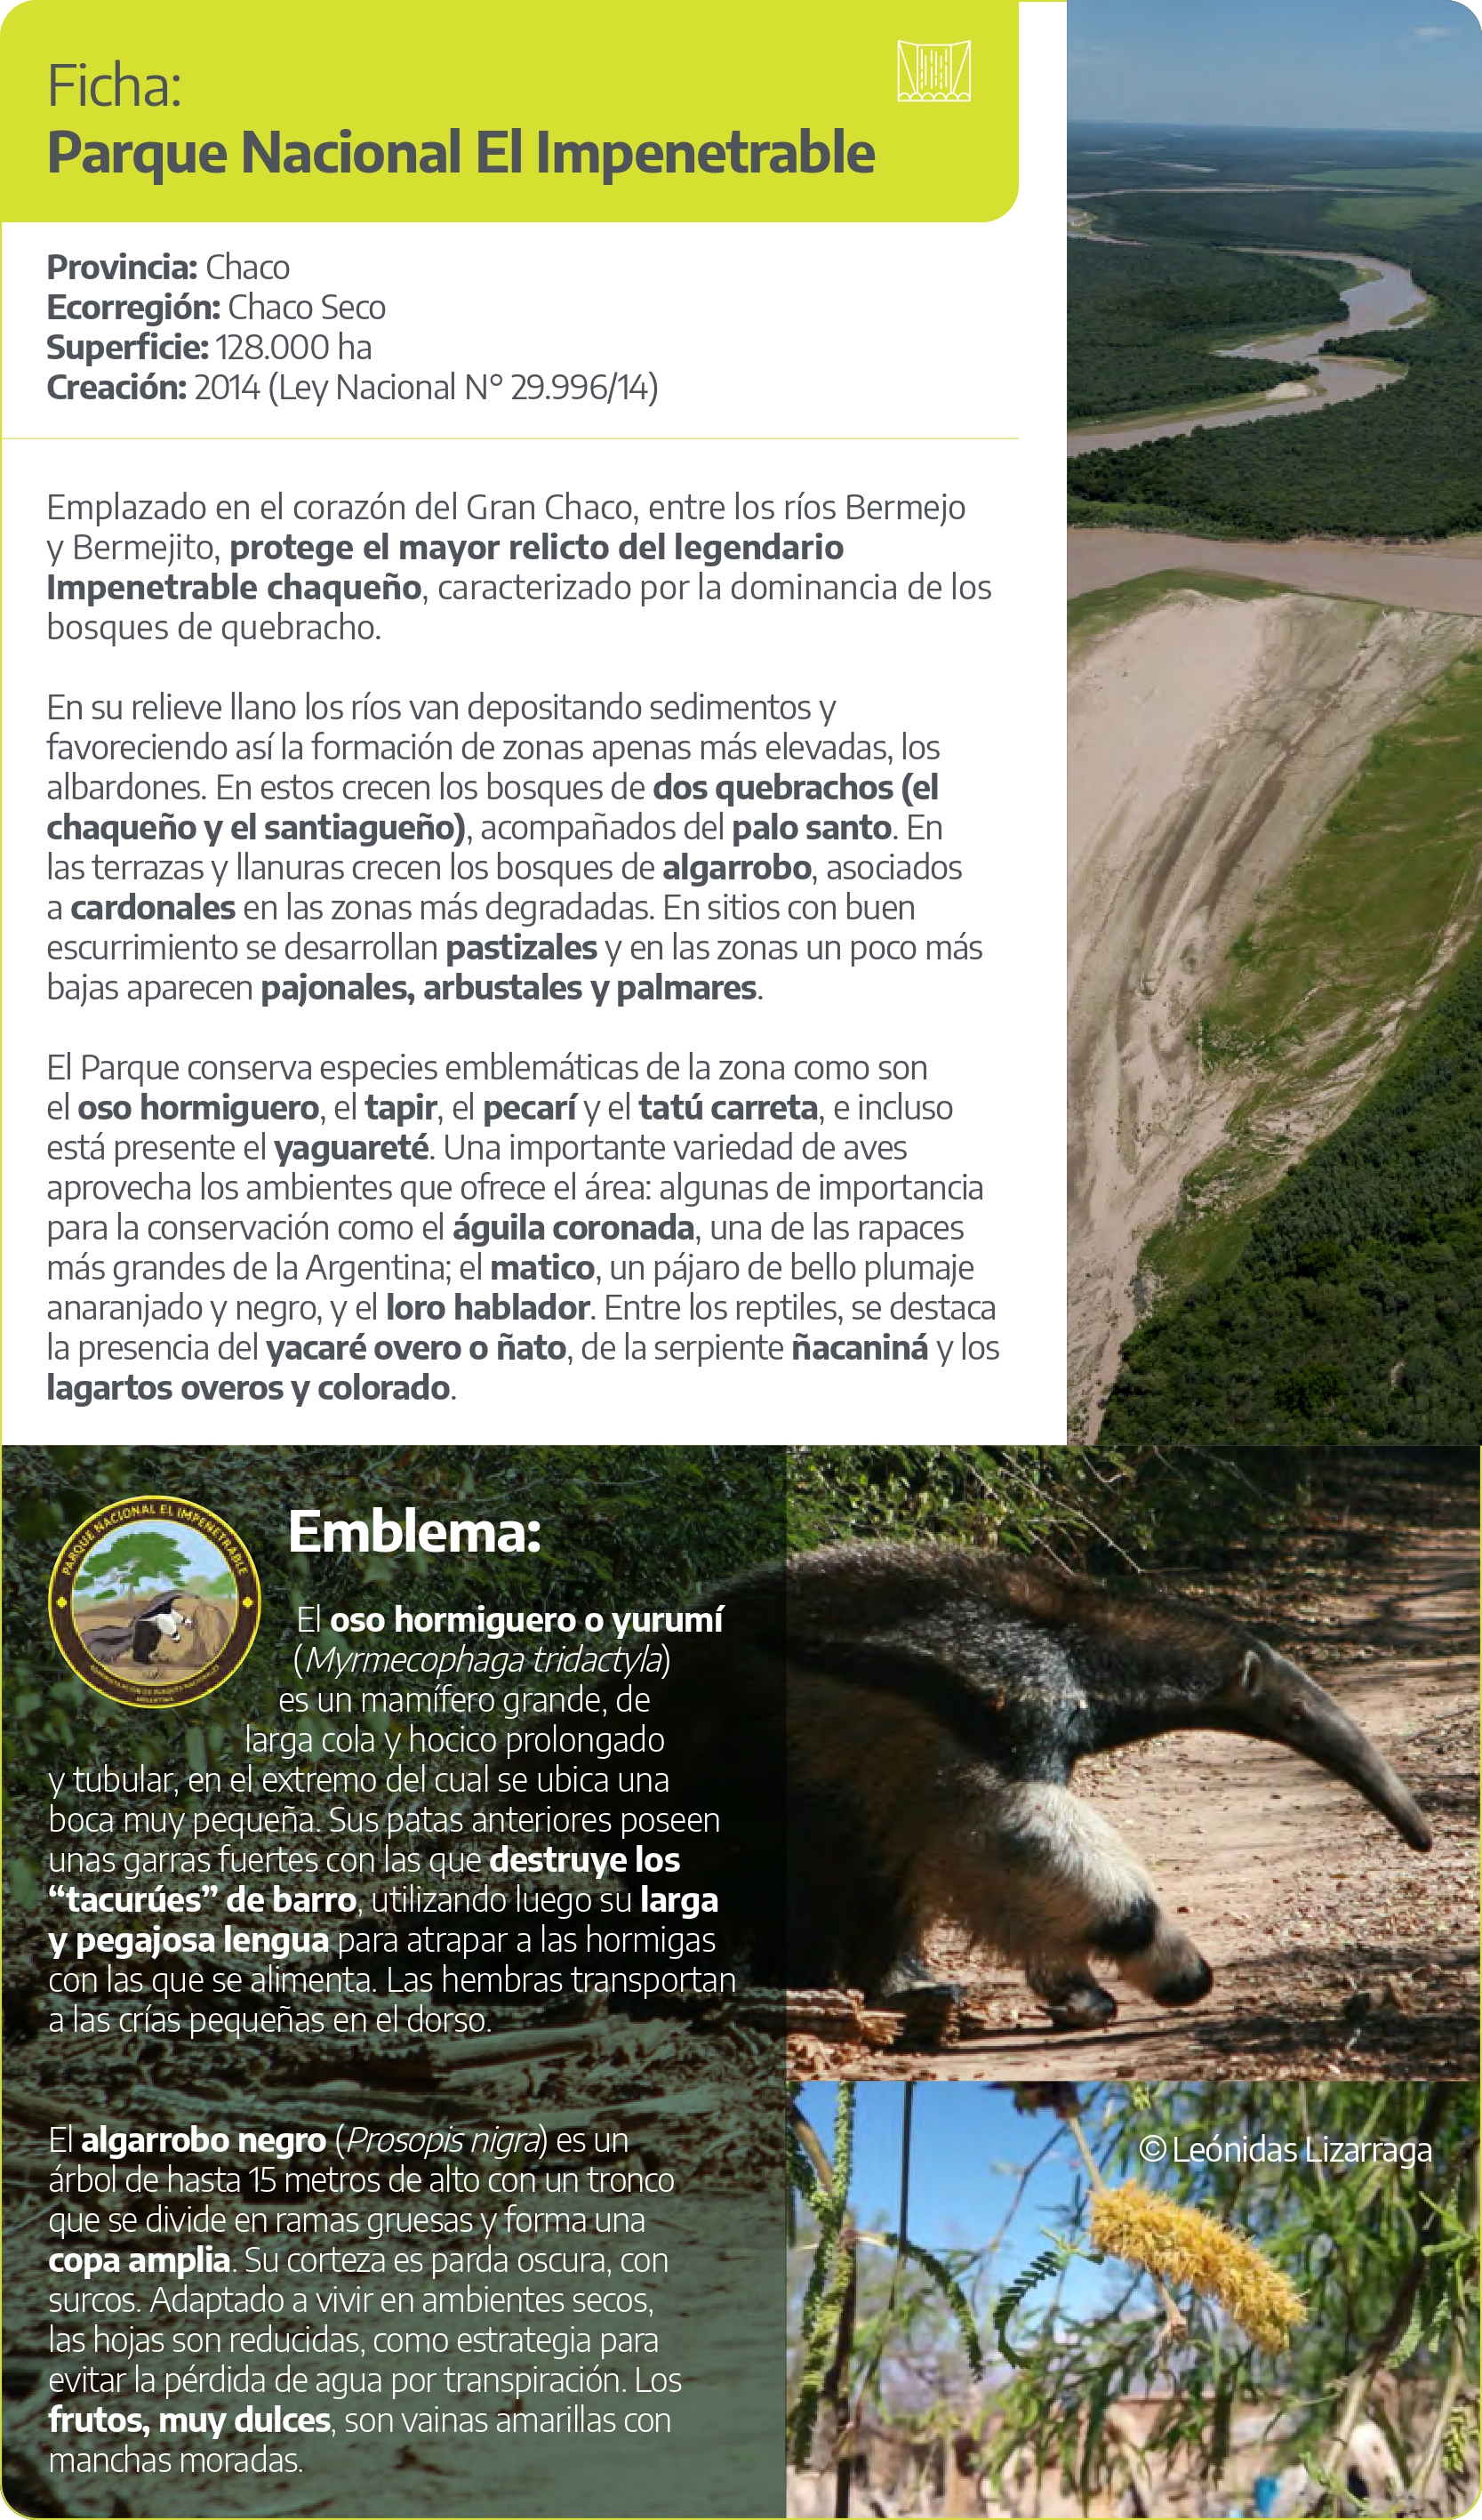 Ficha:
Parque Nacional El Impenetrable
Provincia: Chaco
Ecorregión: Chaco Seco
Superficie: 128.000 ha
Creación: 2014 (Ley Nacional N° 29.996/14)
Emplazado en el corazón del Gran Chaco, entre los ríos Bermejo
y Bermejito, protege el mayor relicto del legendario
Impenetrable chaqueño, caracterizado por la dominancia de los
bosques de quebracho.
En su relieve llano los ríos van depositando sedimentos y
favoreciendo así la formación de zonas apenas más elevadas, los
albardones. En estos crecen los bosques de dos quebrachos (el
chaqueño y el santiagueño), acompañados del palo santo. En
las terrazas y llanuras crecen los bosques de algarrobo, asociados
a cardonales en las zonas más degradadas. En sitios con buen
escurrimiento se desarrollan pastizales y en las zonas un poco más
bajas aparecen pajonales, arbustales y palmares.
El Parque conserva especies emblemáticas de la zona como son
el oso hormiguero, el tapir, el pecarí y el tatú carreta, e incluso
está presente el yaguareté. Una importante variedad de aves
aprovecha los ambientes que ofrece el área: algunas de importancia
para la conservación como el águila coronada, una de las rapaces
más grandes de la Argentina; el matico, un pájaro de bello plumaje
anaranjado y negro, y el loro hablador. Entre los reptiles, se destaca
la presencia del yacaré overo o ñato, de la serpiente ñacaniná y los
lagartos overos y colorado.
PARQUE NACIONAL EL IMPENETRABLE
ADMINISTRACIÓN DE PARQUES NACIONALES
ARGENTINA
Emblema:
El oso hormiguero o yurumí
(Myrmecophaga tridactyla)
es un mamífero grande, de
larga cola y hocico prolongado
y tubular, en el extremo del cual se ubica una
boca muy pequeña. Sus patas anteriores poseen
unas garras fuertes con las que destruye los
“tacurúes” de barro, utilizando luego su larga
y pegajosa lengua para atrapar a las hormigas
con las que se alimenta. Las hembras transportan
a las crías pequeñas en el dorso.
El algarrobo negro (Prosopis nigra) es un
árbol de hasta 15 metros de alto con un tronco
que se divide en ramas gruesas y forma una
copa amplia. Su corteza es parda oscura, con
surcos. Adaptado a vivir en ambientes secos,
las hojas son reducidas, como estrategia para
evitar la pérdida de agua por transpiración. Los
frutos, muy dulces, son vainas amarillas con
manchas moradas.
© Leónidas Lizarraga